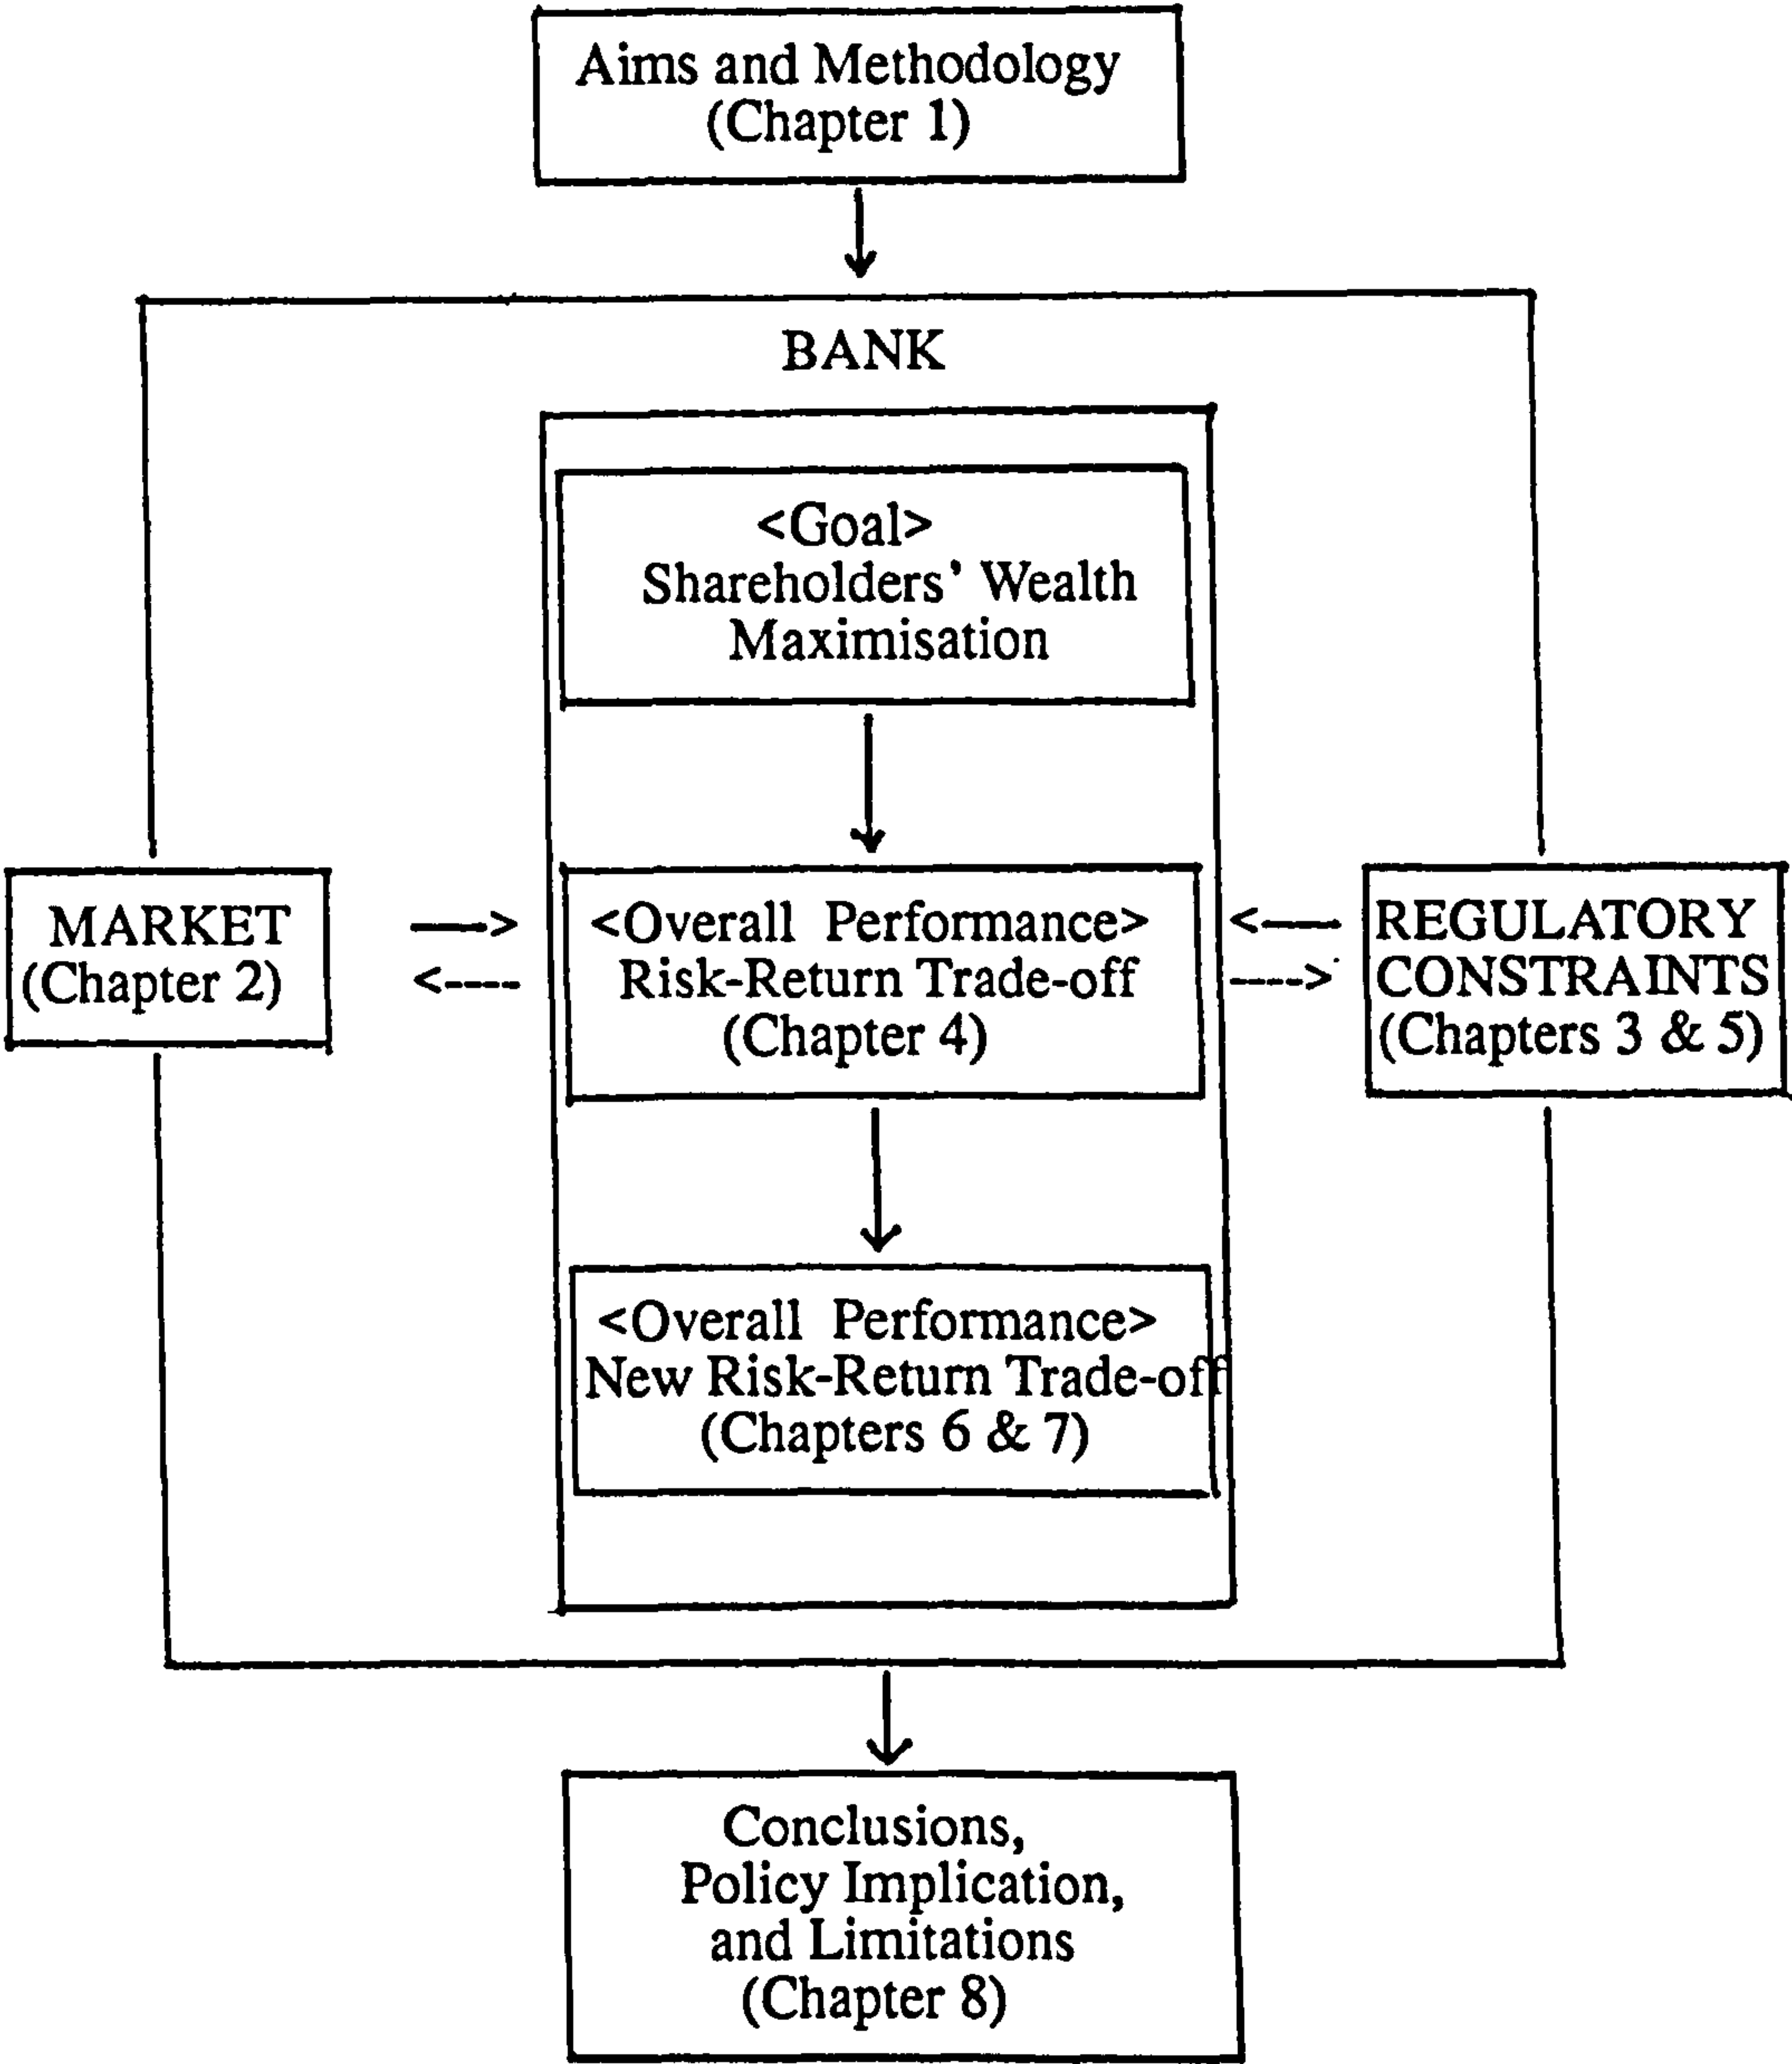 Aims and Methodology
(Chapter 1)
BANK
<Goal>
Shareholders' Wealth
Maximisation
MARKET
(Chapter 2)
<Overall Performance>
Risk-Return Trade-off
(Chapter 4)
REGULATORY
CONSTRAINTS
(Chapters 3 & 5)
<Overall Performance>
New Risk-Return Trade-off
(Chapters 6 & 7)
Conclusions,
Policy Implication,
and Limitations
(Chapter 8)